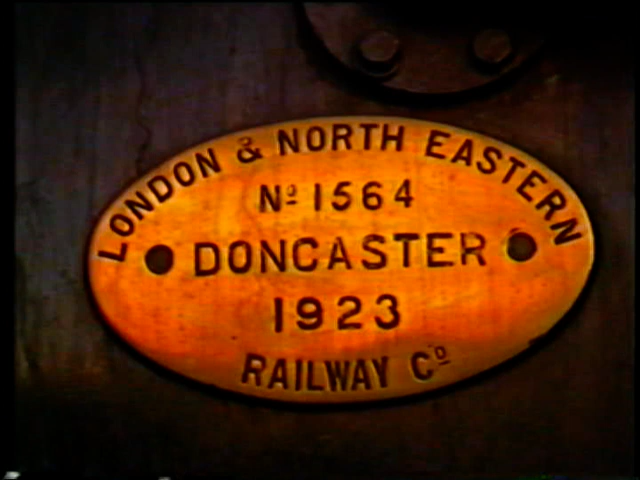 LONDON & NORTH EASTERN
Nº 1564
DONCASTER
1923
RAILWAY Cº